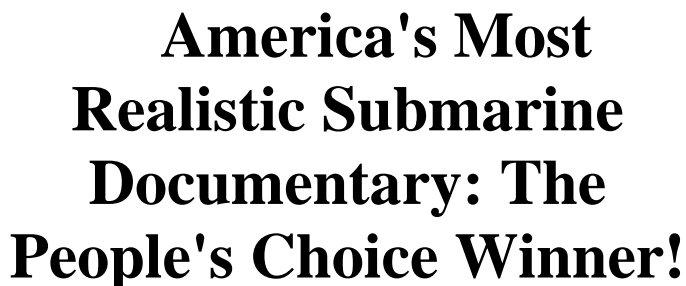 America's Most
Realistic Submarine
Documentary: The
People's Choice Winner!